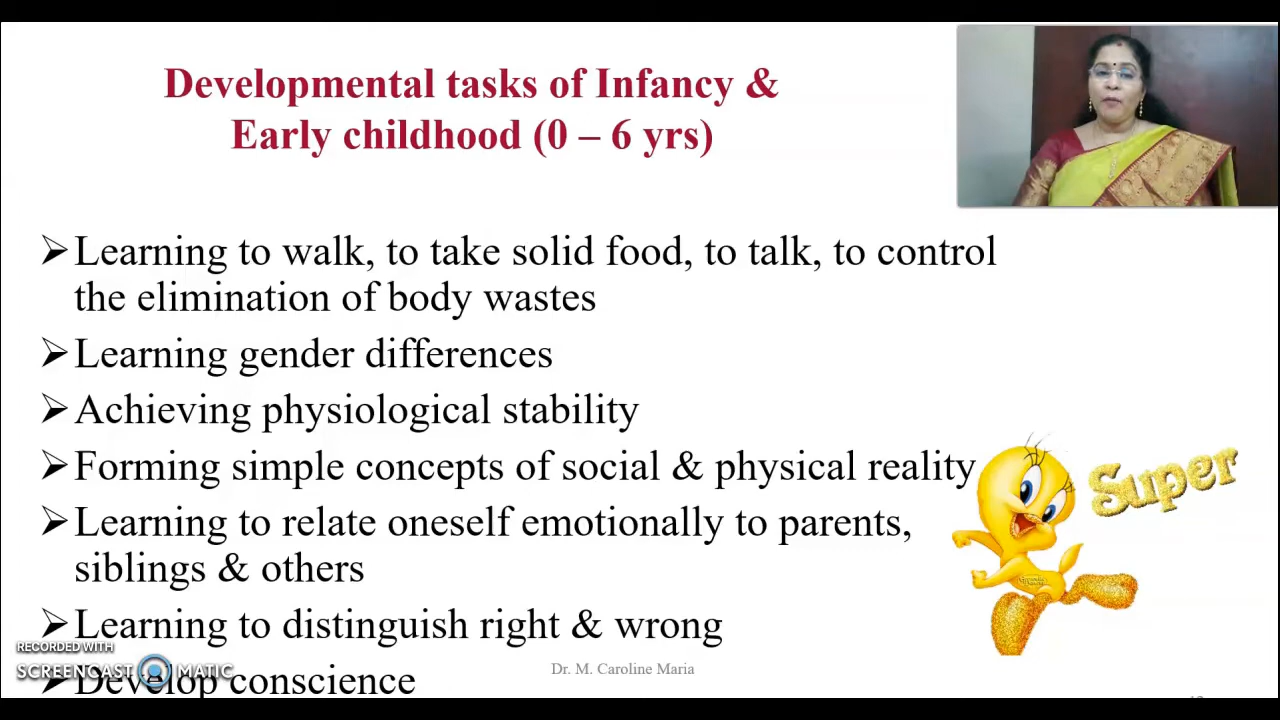 Developmental tasks of Infancy &
Early childhood (0 – 6 yrs)
➢Learning to walk, to take solid food, to talk, to control
the elimination of body wastes
➢Learning gender differences
➢Achieving physiological stability
➢Forming simple concepts of social & physical reality
Super
➢Learning to relate oneself emotionally to parents,
siblings & others
➢Learning to distinguish right & wrong
RECORDED WITH
SCREENCAST MATIC
➢Develop conscience
Dr. M. Caroline Maria